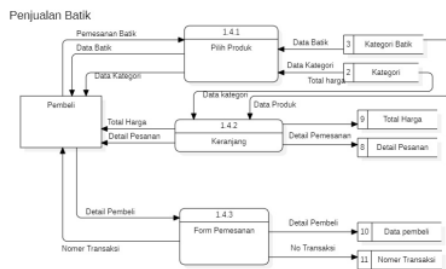 Penjualan Batik
Pemesanan Batik
Data Batik
Data Kategori
1.4.1
Pilih Produk
Data Batik
Data Kategori
Total harga
3 Kategori Batik
2 Kategori
Pembeli
Data kategori
Data Produk
Total Harga
Detail Pesanan
1.4.2
Keranjang
Detail Pemesanan
9 Total Harga
8 Detail Pesanan
Detail Pembeli
Nomer Transaksi
1.4.3
Form Pemesanan
Detail Pembeli
No Transaksi
10 Data pembeli
11 Nomer Transaksi